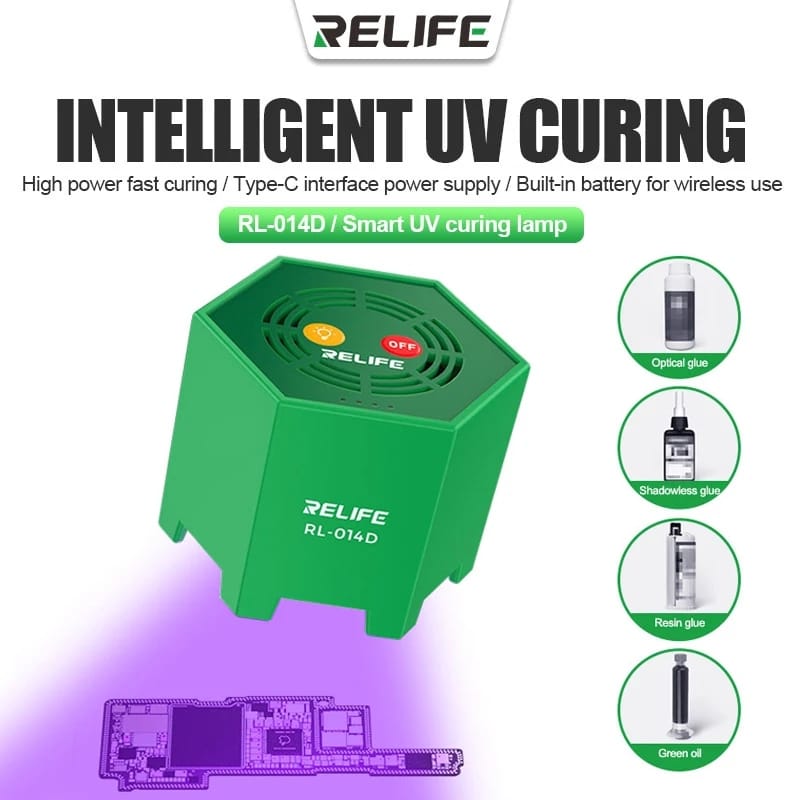 RELIFE
INTELLIGENT UV CURING
High power fast curing / Type-C interface power supply / Built-in battery for wireless use
RL-014D / Smart UV curing lamp
OFF
RELIFE
RELIFE
RL-014D
Optical glue
Shadowless glue
Resin glue
Green oil